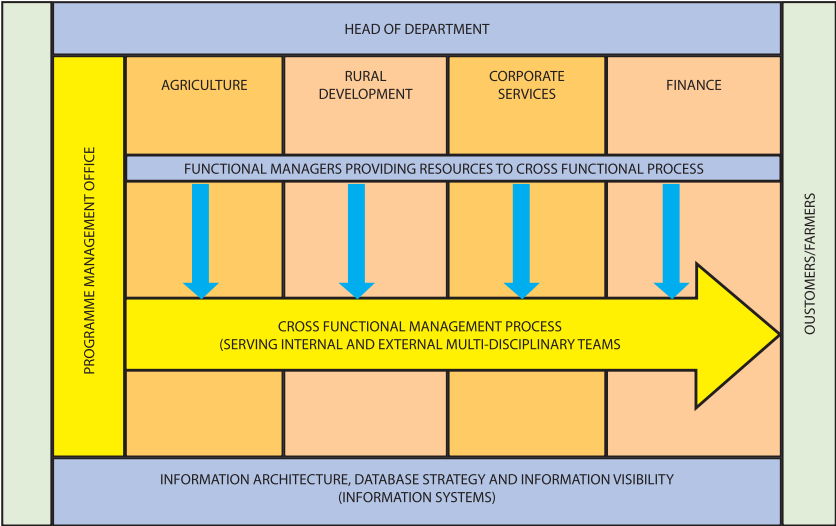 HEAD OF DEPARTMENT
AGRICULTURE
RURAL
DEVELOPMENT
CORPORATE
SERVICES
FINANCE
FUNCTIONAL MANAGERS PROVIDING RESOURCES TO CROSS FUNCTIONAL PROCESS
PROGRAMME MANAGEMENT OFFICE
CROSS FUNCTIONAL MANAGEMENT PROCESS
(SERVING INTERNAL AND EXTERNAL MULTI-DISCIPLINARY TEAMS
OUSTOMERS/FARMERS
INFORMATION ARCHITECTURE, DATABASE STRATEGY AND INFORMATION VISIBILITY
(INFORMATION SYSTEMS)